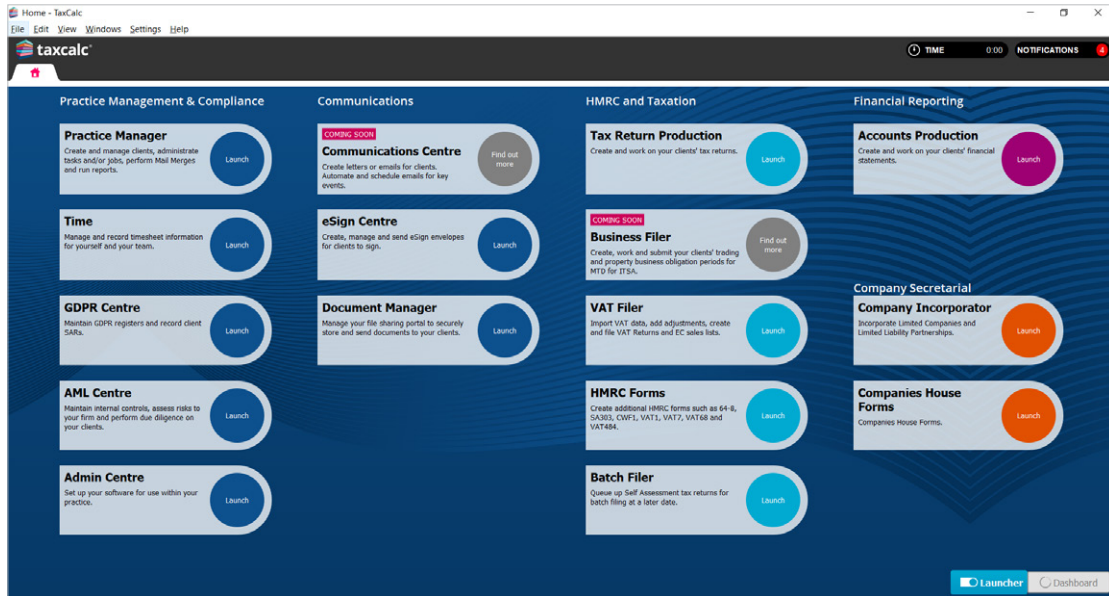 Home - TaxCalc
File Edit View Windows Settings Help
taxcalc
TIME 0:00 NOTIFICATIONS 4
Practice Management & Compliance
Practice Manager
Create and manage clients, administrate
tasks and/or jobs, perform Mail Merges
and run reports.
Launch
Time
Manage and record timesheet information
for yourself and your team.
Launch
GDPR Centre
Maintain GDPR registers and record client
SARs.
Launch
AML Centre
Maintain internal controls, assess risks to
your firm and perform due diligence on
your clients.
Launch
Admin Centre
Set up your software for use within your
practice.
Launch
Communications
COMING SOON
Communications Centre
Create letters or emails for clients.
Automate and schedule emails for key
events.
Find out
more
eSign Centre
Create, manage and send eSign envelopes
for clients to sign.
Launch
Document Manager
Manage your file sharing portal to securely
store and send documents to your clients.
Launch
HMRC and Taxation
Tax Return Production
Create and work on your clients' tax returns.
Launch
COMING SOON
Business Filer
Create, work and submit your clients' trading
and property business obligation periods for
MTD for ITSA.
Find out
more
VAT Filer
Import VAT data, add adjustments, create
and file VAT Returns and EC sales lists.
Launch
HMRC Forms
Create additional HMRC forms such as 64-8,
SA303, CWF1, VAT1, VAT7, VAT68 and
VAT484.
Launch
Batch Filer
Queue up Self Assessment tax returns for
batch filing at a later date.
Launch
Financial Reporting
Accounts Production
Create and work on your clients' financial
statements.
Launch
Company Secretarial
Company Incorporator
Incorporate Limited Companies and
Limited Liability Partnerships.
Launch
Companies House
Forms
Companies House Forms.
Launch
Launcher
Dashboard